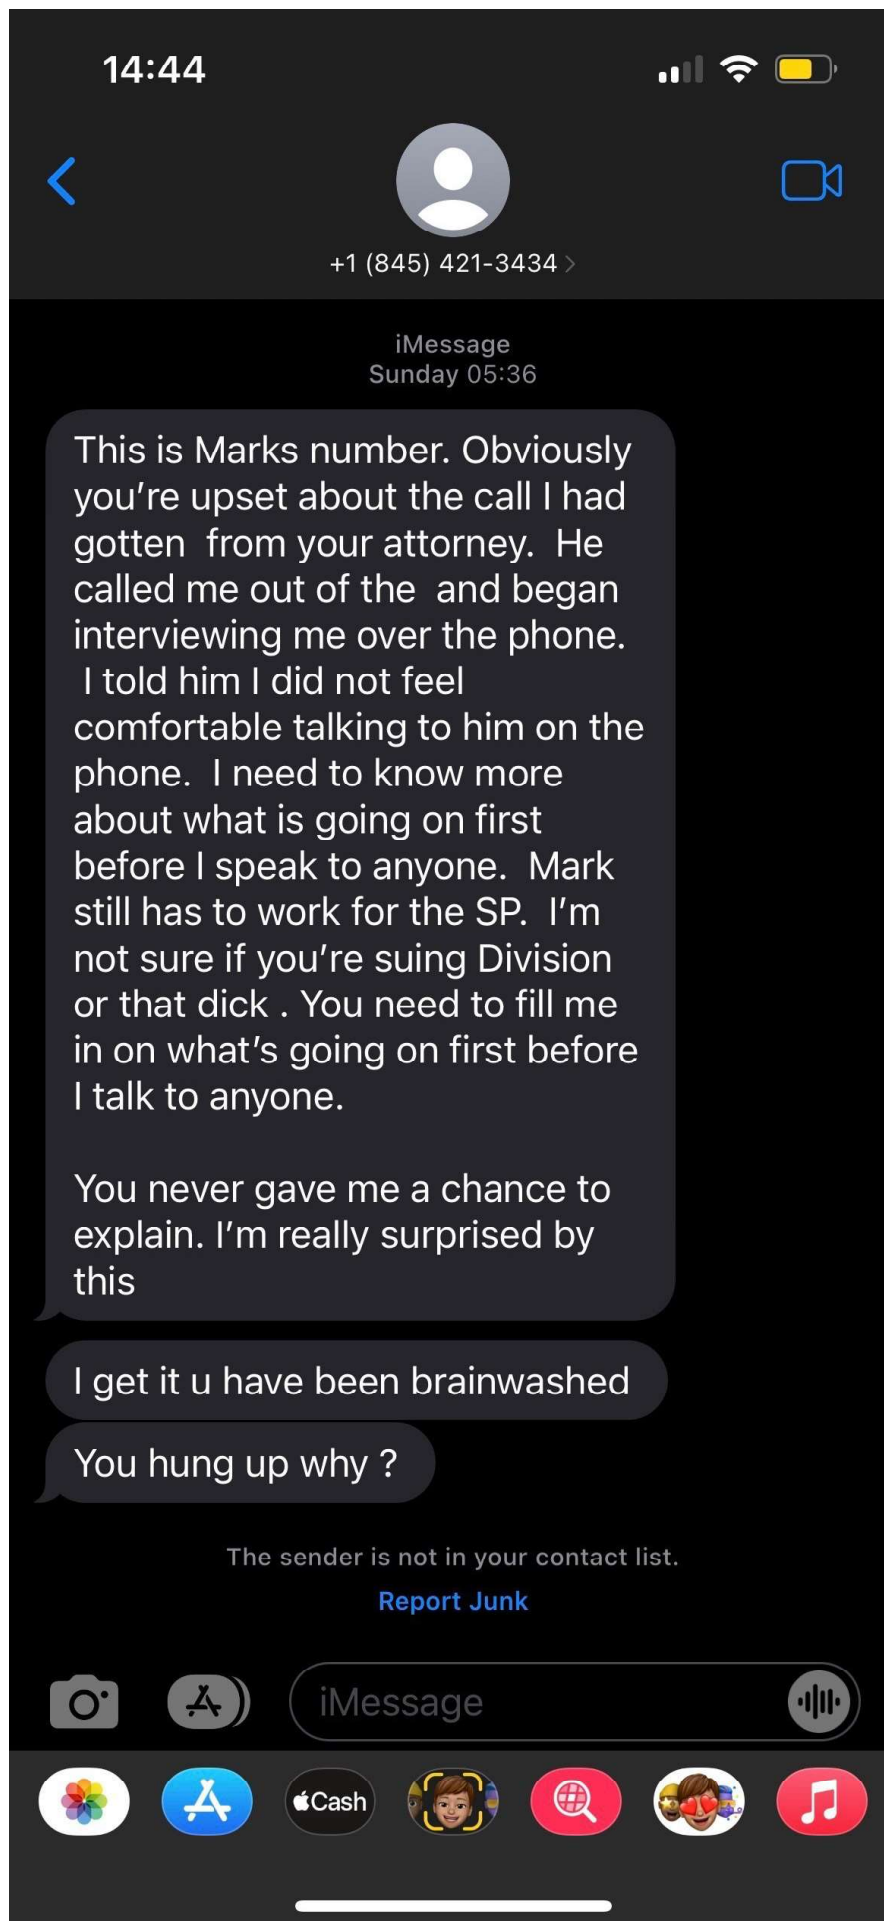 14:44
+1 (845) 421-3434
iMessage
Sunday 05:36
This is Marks number. Obviously
you're upset about the call I had
gotten  from your attorney.  He
called me out of the  and began
interviewing me over the phone.
I told him I did not feel
comfortable talking to him on the
phone.  I need to know more
about what is going on first
before I speak to anyone.  Mark
still has to work for the SP.  I'm
not sure if you're suing Division
or that dick . You need to fill me
in on what's going on first before
I talk to anyone.
You never gave me a chance to
explain. I'm really surprised by
this
I get it u have been brainwashed
You hung up why ?
The sender is not in your contact list.
Report Junk
iMessage
Cash